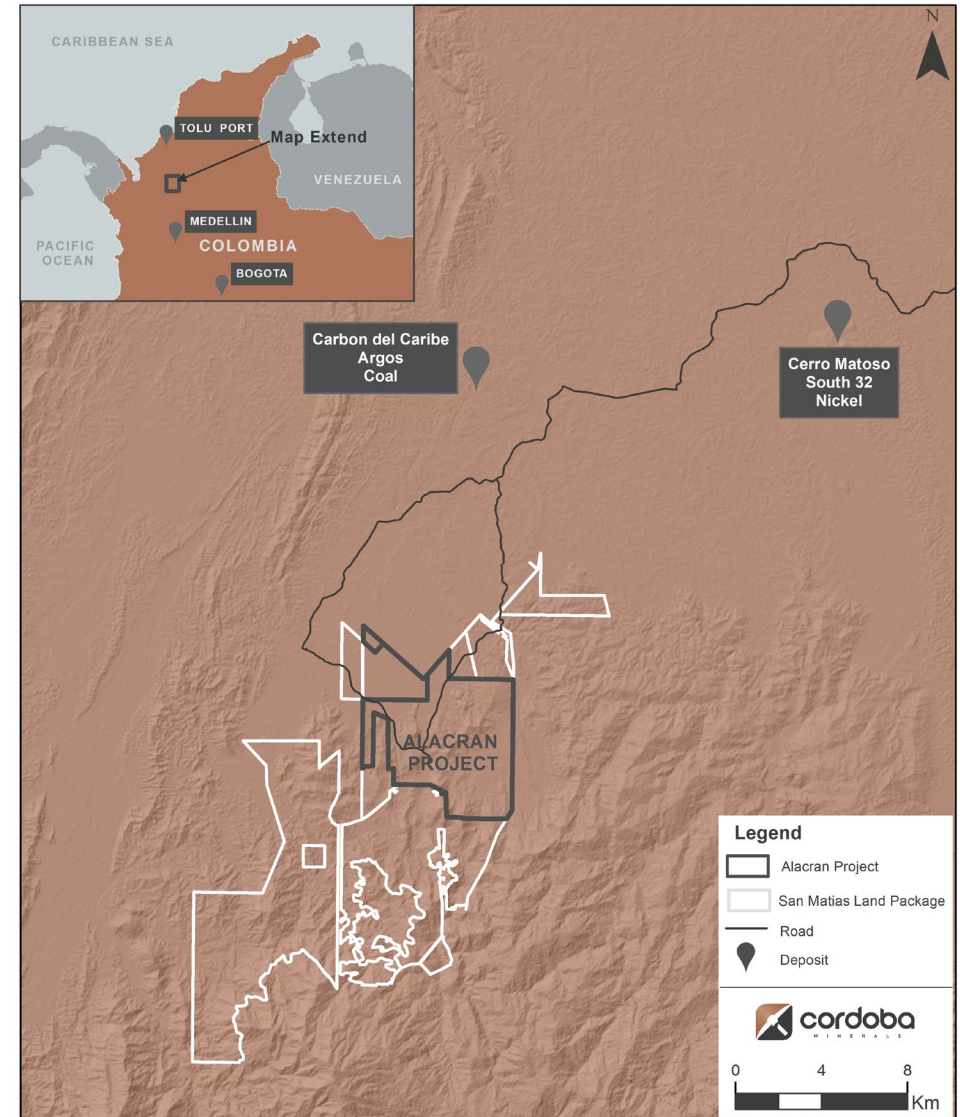 CARIBBEAN SEA
TOLU PORT
Map Extend
VENEZUELA
MEDELLIN
COLOMBIA
PACIFIC
OCEAN
BOGOTA
N
Carbon del Caribe
Argos
Coal
Cerro Matoso
South 32
Nickel
ALACRAN
PROJECT
Legend
Alacran Project
San Matias Land Package
Road
Deposit
cordoba
MINERALS
0 4 8
Km